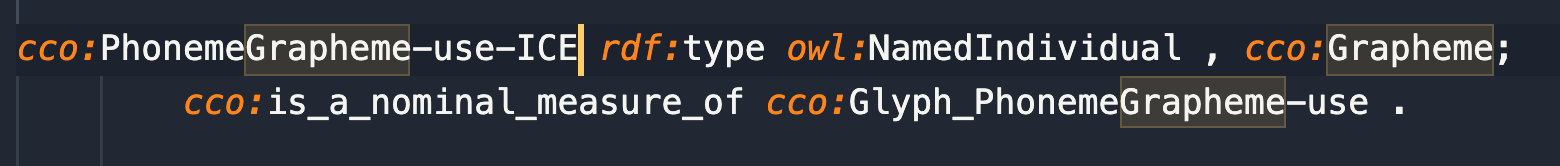 cco:PhonemeGrapheme-use-ICE rdf:type owl:NamedIndividual , cco:Grapheme;
cco:is_a_nominal_measure_of cco:Glyph_PhonemeGrapheme-use .